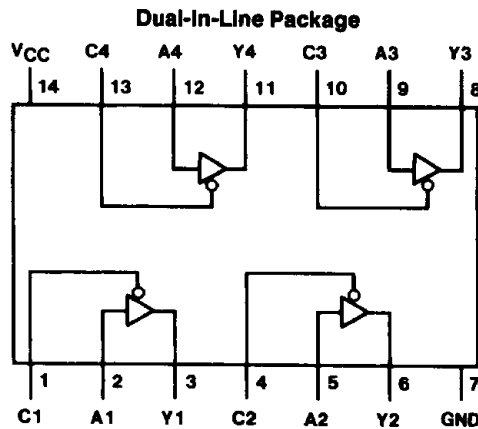 Dual-In-Line Package
VCC C4 A4 Y4 C3 A3 Y3
14 13 12 11 10 9 8
1 2 3 4 5 6 7
C1 A1 Y1 C2 A2 Y2 GND